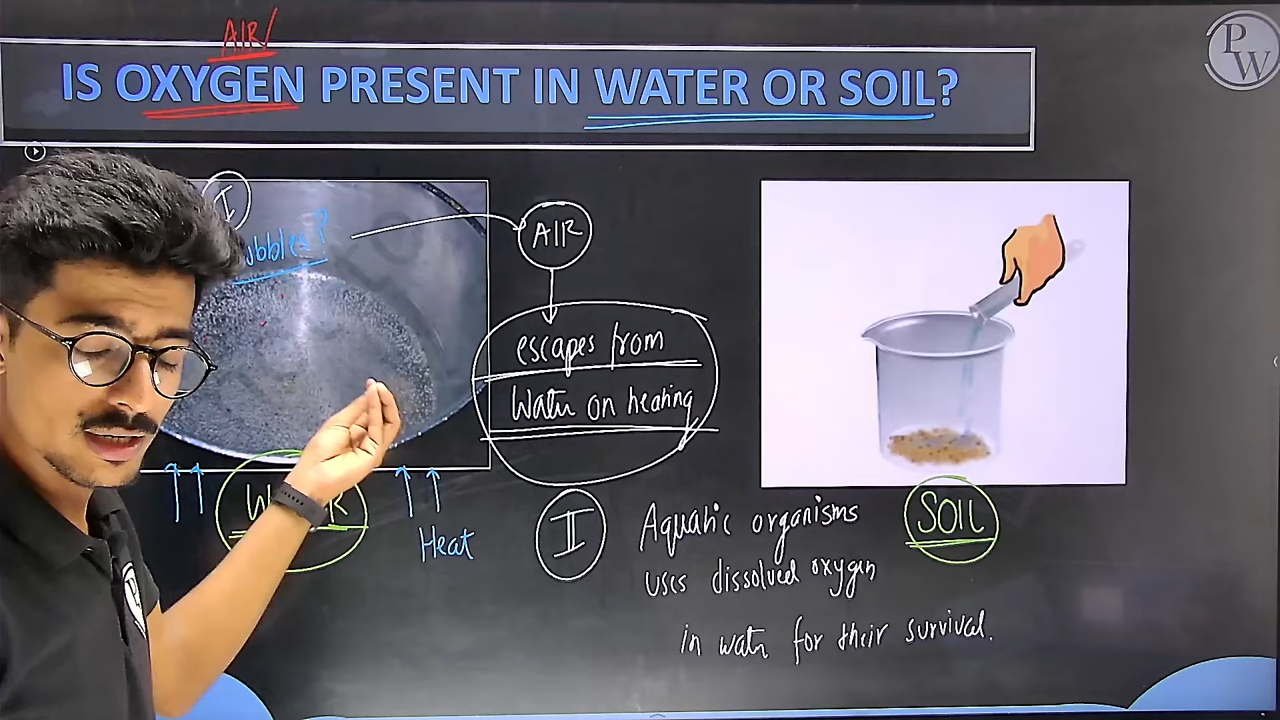 AIR/
IS OXYGEN PRESENT IN WATER OR SOIL?
PW
I
AIR
escapes from
Water on heating
Heat
II
Aquatic organisms
uses dissolved oxygen
in water for their survival.
SOIL